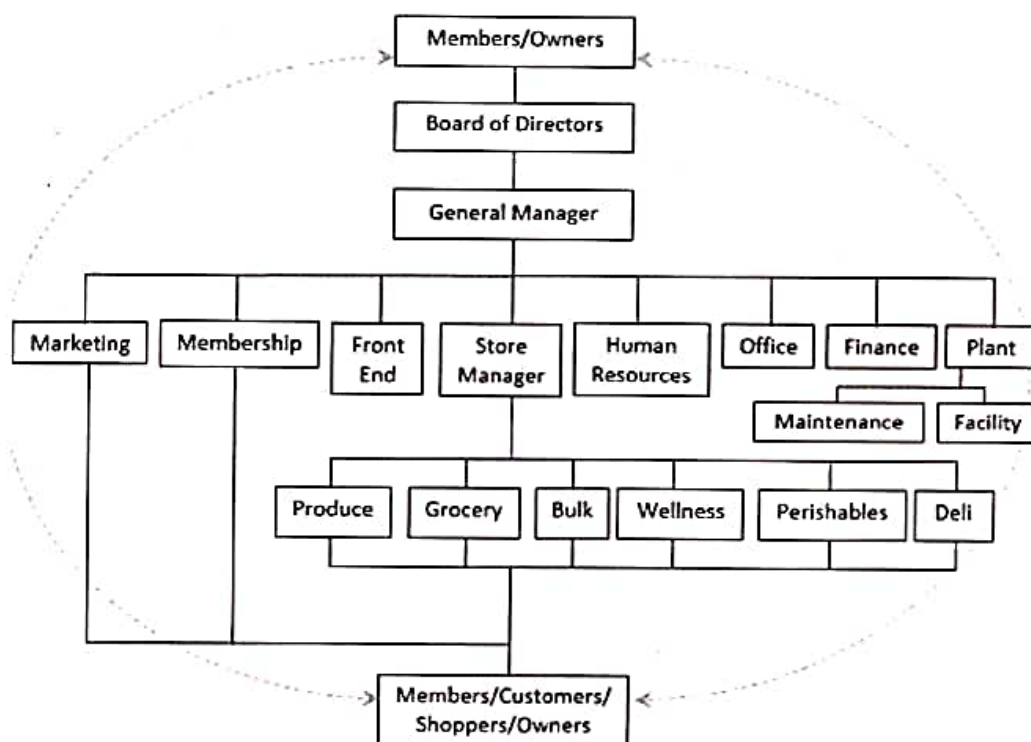 Members/Owners
Board of Directors
General Manager
Marketing
Membership
Front
End
Store
Manager
Human
Resources
Office
Finance
Plant
Maintenance
Facility
Produce
Grocery
Bulk
Wellness
Perishables
Deli
Members/Customers/
Shoppers/Owners